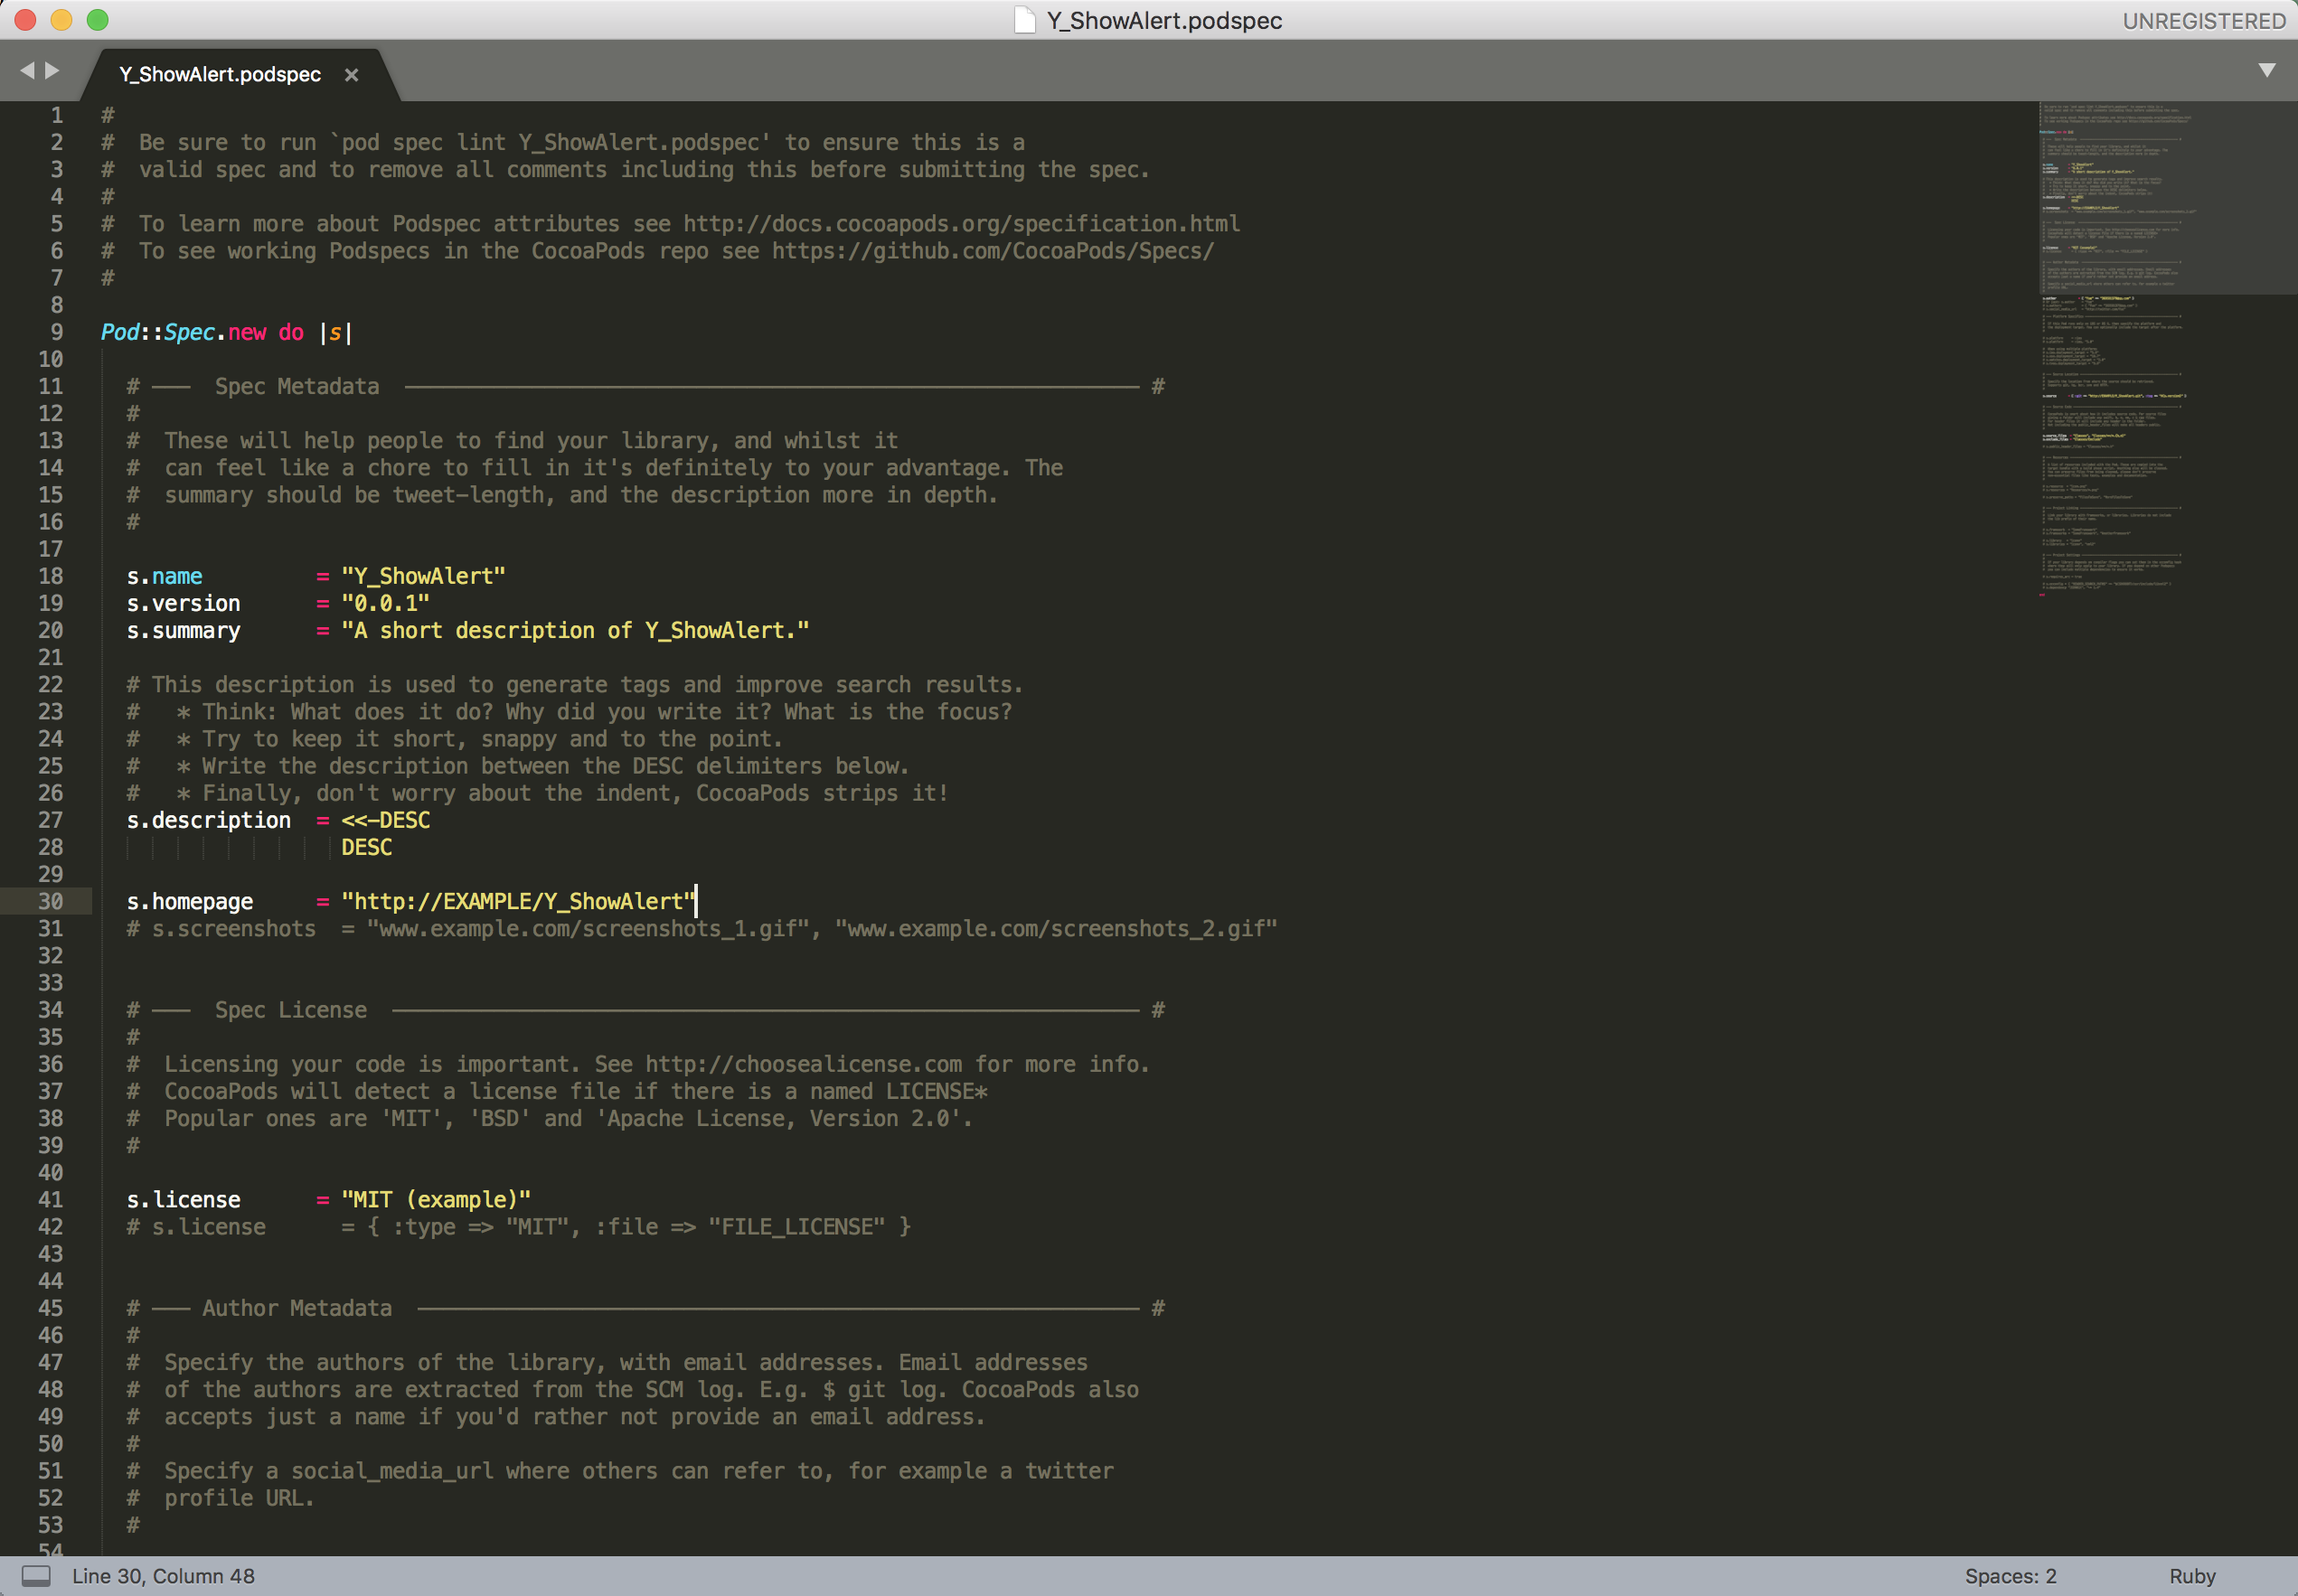 Y_ShowAlert.podspec
UNREGISTERED
Y_ShowAlert.podspec ×
1 #
2 #  Be sure to run `pod spec lint Y_ShowAlert.podspec' to ensure this is a
3 #  valid spec and to remove all comments including this before submitting the spec.
4 #
5 #  To learn more about Podspec attributes see http://docs.cocoapods.org/specification.html
6 #  To see working Podspecs in the CocoaPods repo see https://github.com/CocoaPods/Specs/
7 #
8
9 Pod::Spec.new do |s|
10
11   # ―――  Spec Metadata  ―――――――――――――――――――――――――――――――――――――――――――――――――――――――――― #
12   #
13   #  These will help people to find your library, and whilst it
14   #  can feel like a chore to fill in it's definitely to your advantage. The
15   #  summary should be tweet-length, and the description more in depth.
16   #
17
18   s.name         = "Y_ShowAlert"
19   s.version      = "0.0.1"
20   s.summary      = "A short description of Y_ShowAlert."
21
22   # This description is used to generate tags and improve search results.
23   #   * Think: What does it do? Why did you write it? What is the focus?
24   #   * Try to keep it short, snappy and to the point.
25   #   * Write the description between the DESC delimiters below.
26   #   * Finally, don't worry about the indent, CocoaPods strips it!
27   s.description  = <<-DESC
28                    DESC
29
30   s.homepage     = "http://EXAMPLE/Y_ShowAlert"
31   # s.screenshots  = "www.example.com/screenshots_1.gif", "www.example.com/screenshots_2.gif"
32
33
34   # ―――  Spec License  ――――――――――――――――――――――――――――――――――――――――――――――――――――――――――― #
35   #
36   #  Licensing your code is important. See http://choosealicense.com for more info.
37   #  CocoaPods will detect a license file if there is a named LICENSE*
38   #  Popular ones are 'MIT', 'BSD' and 'Apache License, Version 2.0'.
39   #
40
41   s.license      = "MIT (example)"
42   # s.license      = { :type => "MIT", :file => "FILE_LICENSE" }
43
44
45   # ――― Author Metadata  ――――――――――――――――――――――――――――――――――――――――――――――――――――――――― #
46   #
47   #  Specify the authors of the library, with email addresses. Email addresses
48   #  of the authors are extracted from the SCM log. E.g. $ git log. CocoaPods also
49   #  accepts just a name if you'd rather not provide an email address.
50   #
51   #  Specify a social_media_url where others can refer to, for example a twitter
52   #  profile URL.
53   #
54
Line 30, Column 48
Spaces: 2
Ruby